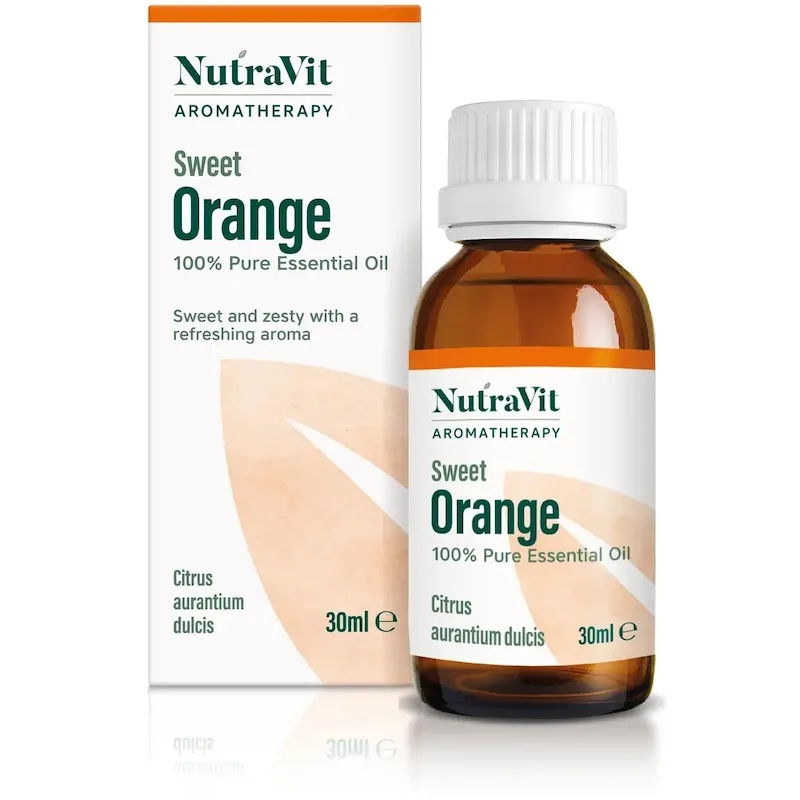 NutraVit
AROMATHERAPY
Sweet
Orange
100% Pure Essential Oil
Sweet and zesty with a
refreshing aroma
Citrus
aurantium
dulcis
30ml ℮
NutraVit
AROMATHERAPY
Sweet
Orange
100% Pure Essential Oil
Citrus
aurantium dulcis
30ml ℮